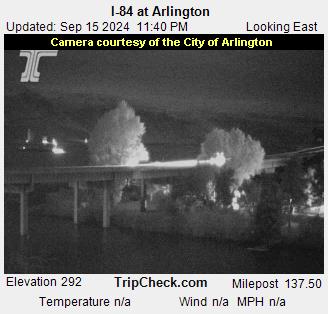 I-84 at Arlington
Updated: Sep 15 2024 11:40 PM Looking East
Camera courtesy of the City of Arlington
Elevation 292 TripCheck.com Milepost 137.50
Temperature n/a Wind n/a MPH n/a